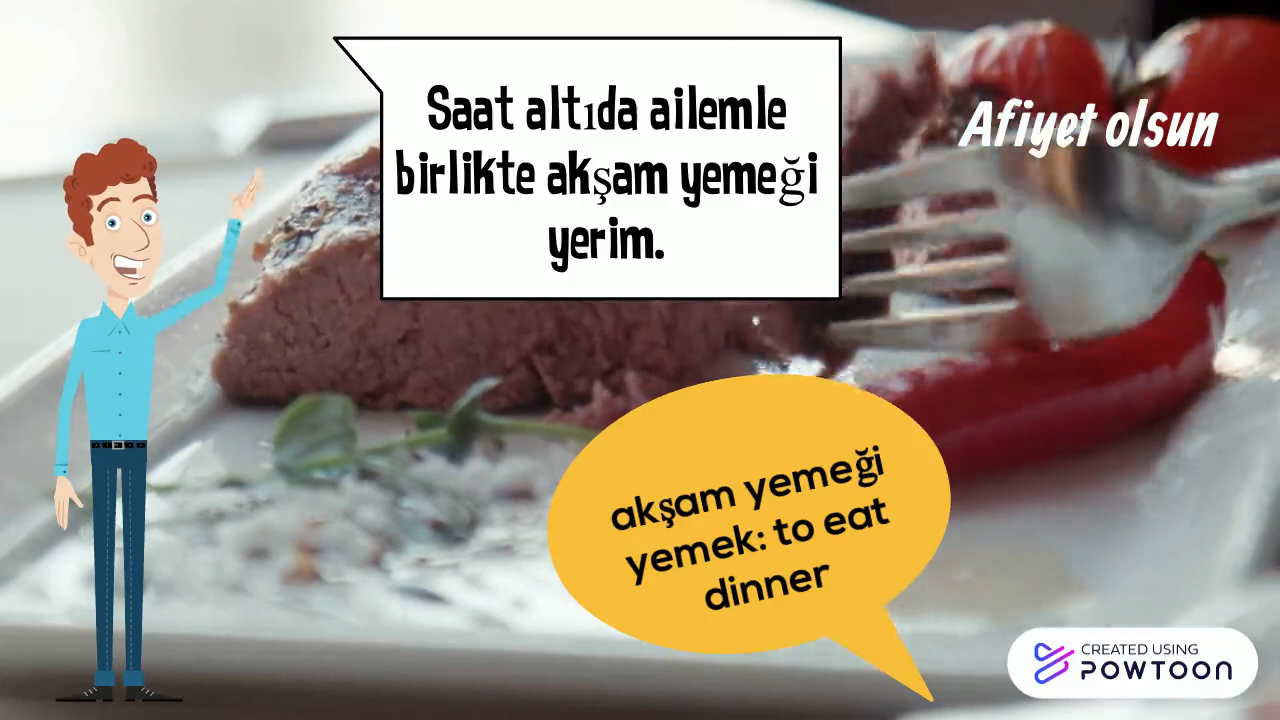 Saat altıda ailemle
birlikte akşam yemeği
yerim.
Afiyet olsun
akşam yemeği
yemek: to eat
dinner
CREATED USING
POWTOON